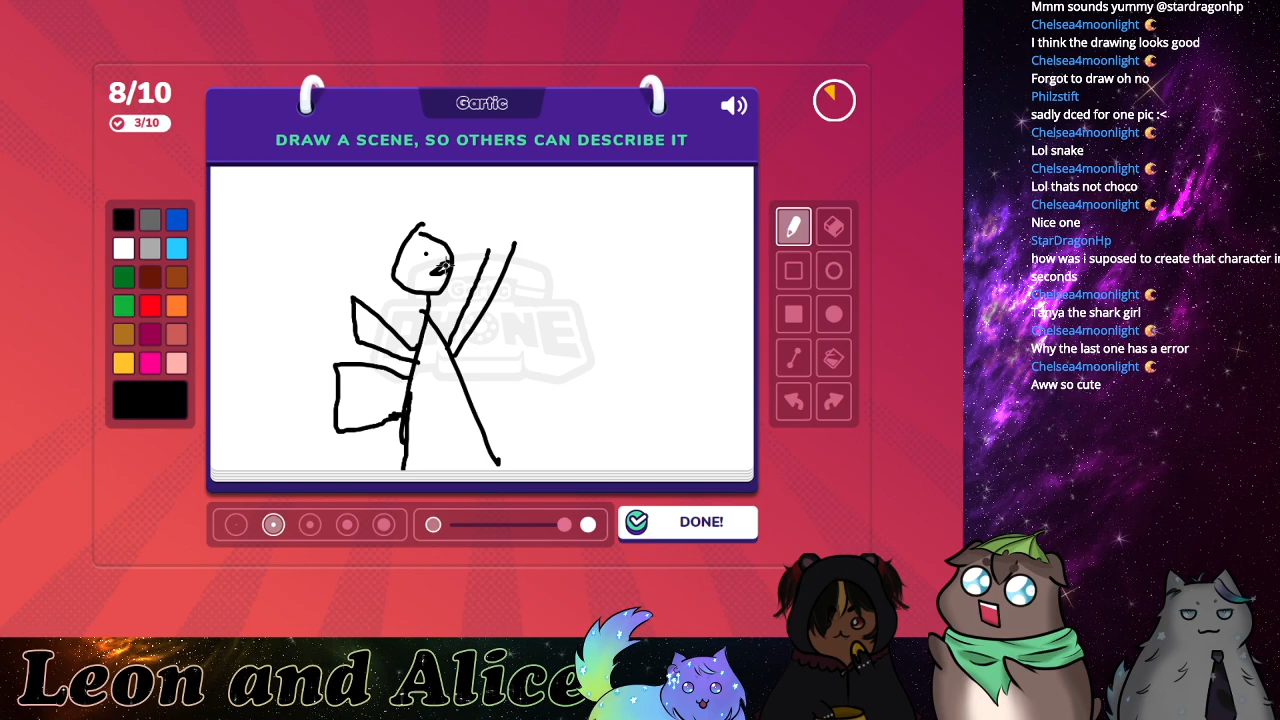 8/10
3/10
Gartic
DRAW A SCENE, SO OTHERS CAN DESCRIBE IT
Gartic
PHONE
DONE!
Mmm sounds yummy @stardragonhp
Chelsea4moonlight
I think the drawing looks good
Chelsea4moonlight
Forgot to draw oh no
Philzstift
sadly dced for one pic :<
Chelsea4moonlight
Lol snake
Chelsea4moonlight
Lol thats not choco
Chelsea4moonlight
Nice one
StarDragonHp
how was i suposed to create that character in
seconds
Chelsea4moonlight
Tanya the shark girl
Chelsea4moonlight
Why the last one has a error
Chelsea4moonlight
Aww so cute
Leon and Alice